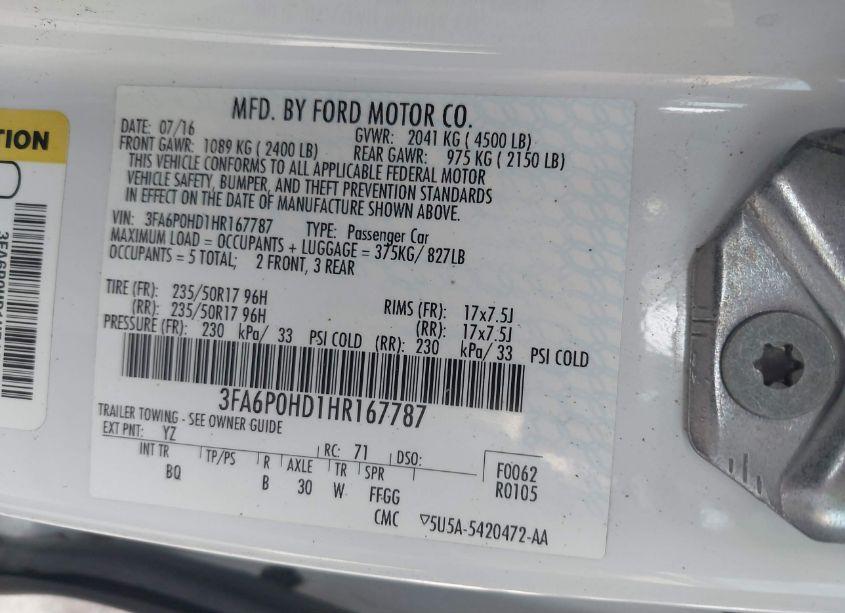 MFD. BY FORD MOTOR CO.
DATE: 07/16 GVWR: 2041 KG ( 4500 LB)
FRONT GAWR: 1089 KG ( 2400 LB) REAR GAWR: 975 KG ( 2150 LB)
THIS VEHICLE CONFORMS TO ALL APPLICABLE FEDERAL MOTOR
VEHICLE SAFETY, BUMPER, AND THEFT PREVENTION STANDARDS
IN EFFECT ON THE DATE OF MANUFACTURE SHOWN ABOVE.
VIN: 3FA6P0HD1HR167787 TYPE: Passenger Car
MAXIMUM LOAD = OCCUPANTS + LUGGAGE = 375KG/ 827LB
OCCUPANTS = 5 TOTAL; 2 FRONT, 3 REAR
TIRE (FR): 235/50R17 96H RIMS (FR): 17x7.5J
(RR): 235/50R17 96H (RR): 17x7.5J
PRESSURE (FR): 230 kPa/ 33 PSI COLD (RR): 230 kPa/ 33 PSI COLD
3FA6P0HD1HR167787
TRAILER TOWING - SEE OWNER GUIDE
EXT PNT: YZ RC: 71 DSO: F0062
INT TR TP/PS R AXLE TR SPR R0105
BQ B 30 W FFGG
CMC ▽5U5A-5420472-AA
TION